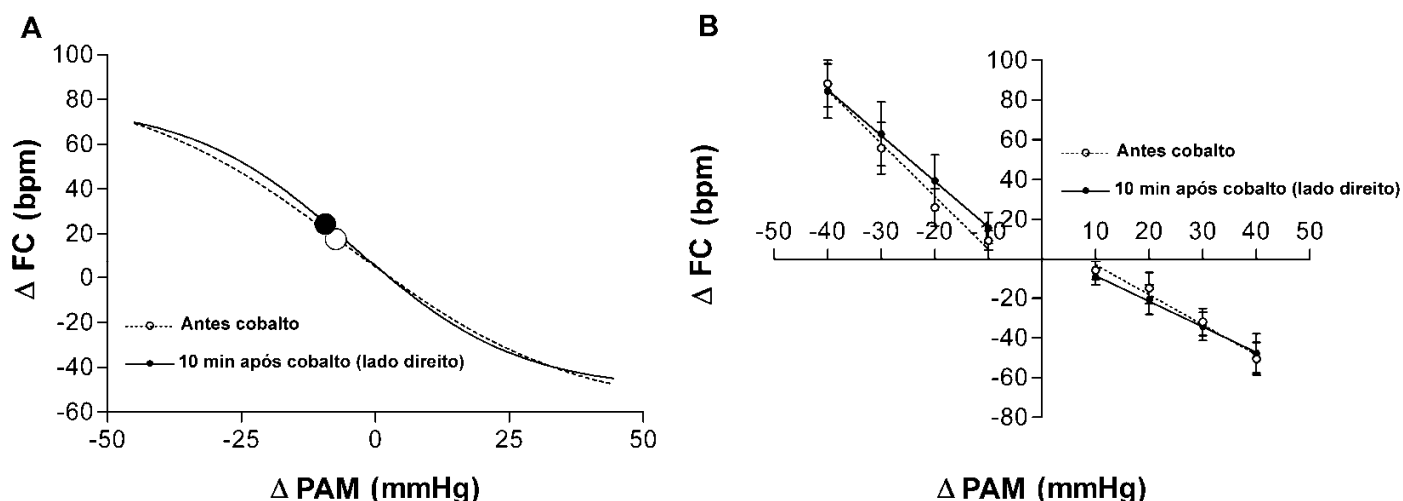 A
100
80
60
40
20
0
-20
-40
-60
-50 -25 0 25 50
Δ FC (bpm)
Δ PAM (mmHg)
Antes cobalto
10 min após cobalto (lado direito)
B
100
80
60
40
20
-50 -40 -30 -20 -10 0 10 20 30 40 50
-20
-40
-60
-80
Δ FC (bpm)
Δ PAM (mmHg)
Antes cobalto
10 min após cobalto (lado direito)